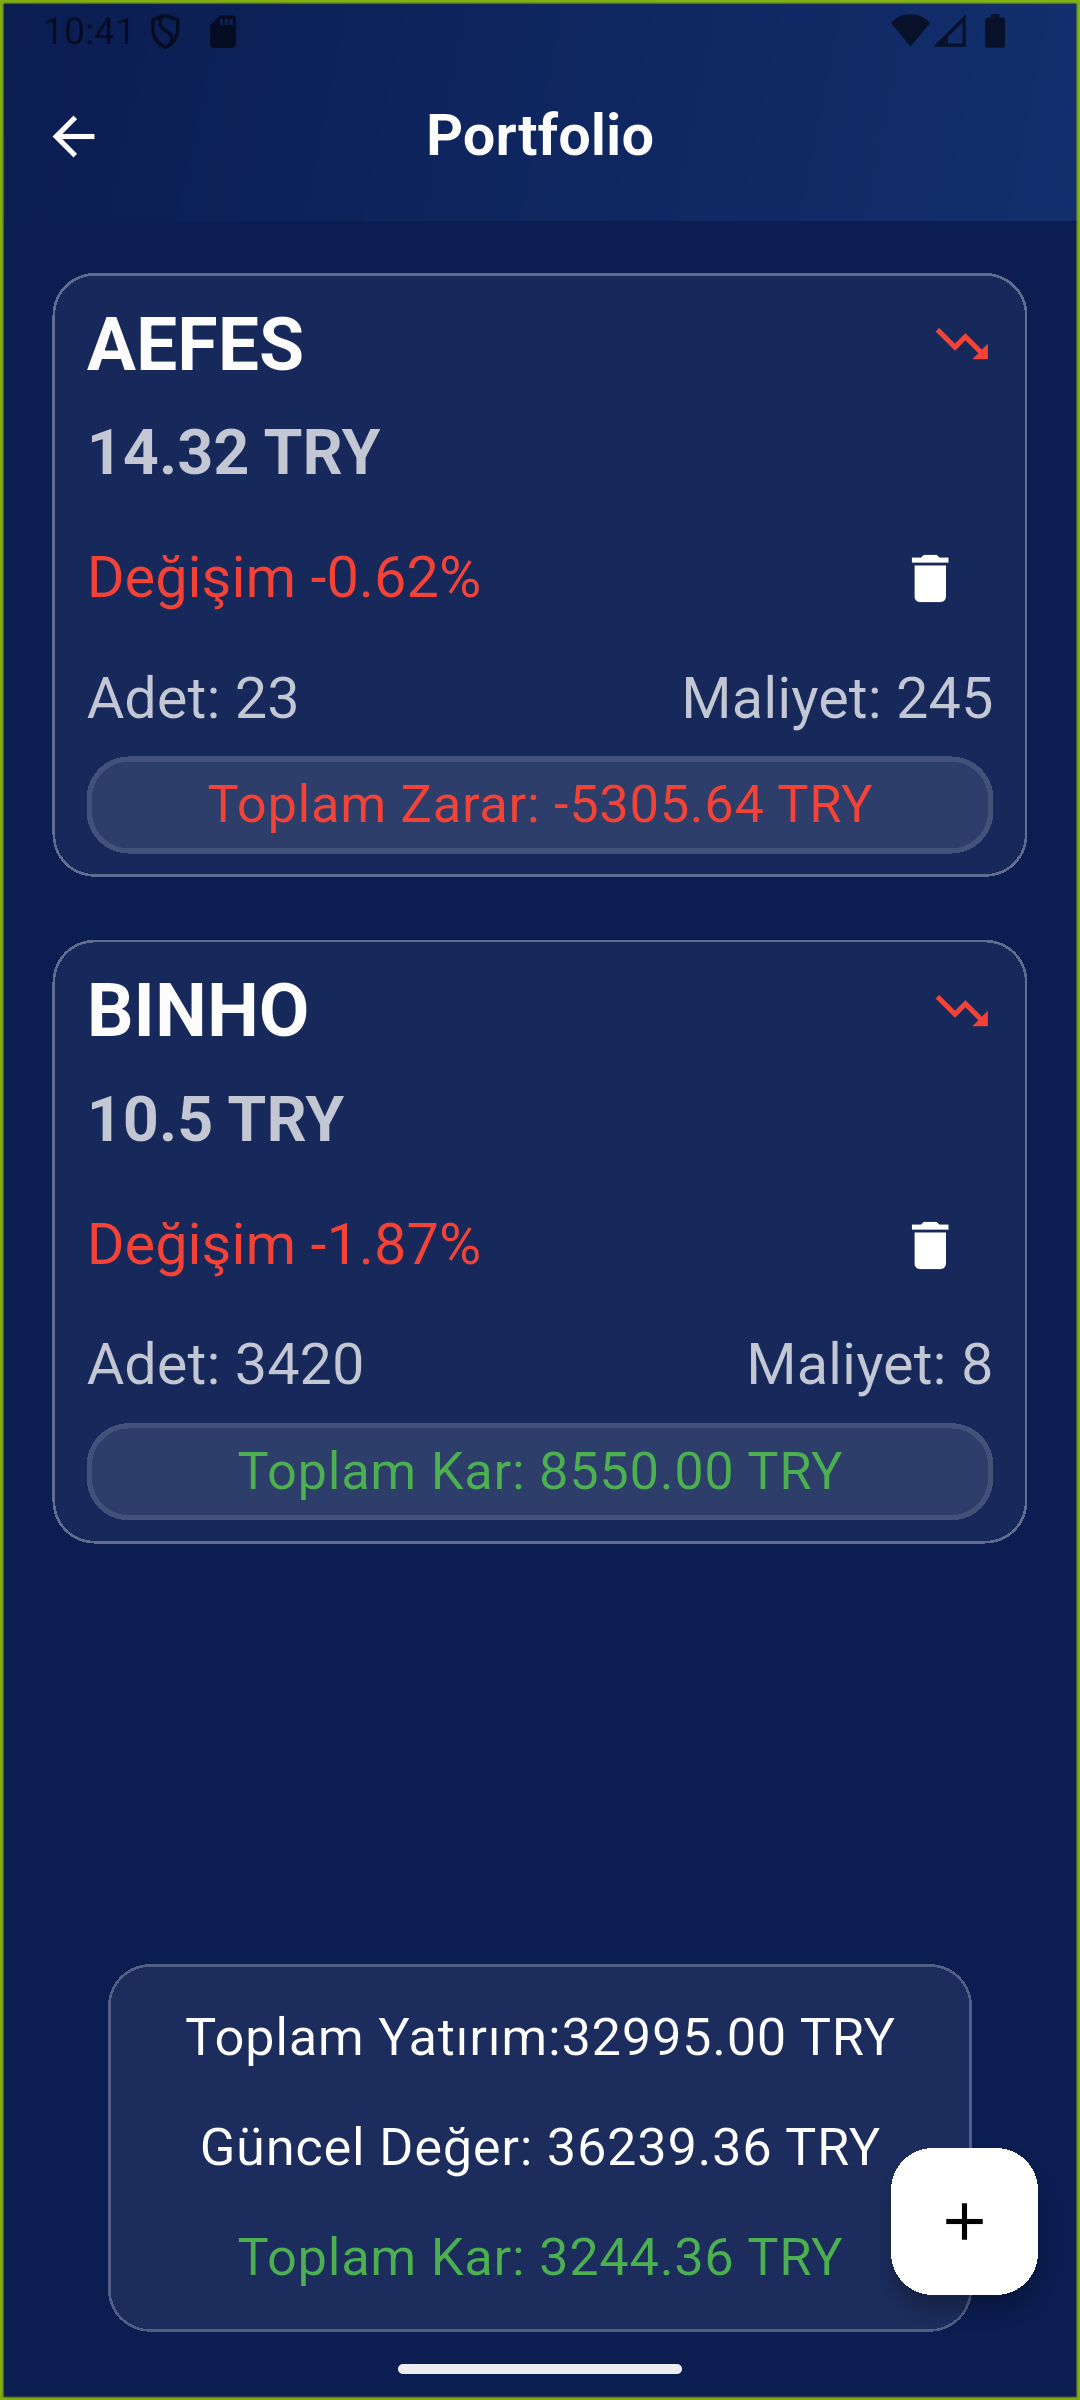 10:41
Portfolio
AEFES
14.32 TRY
Değişim -0.62%
Adet: 23
Maliyet: 245
Toplam Zarar: -5305.64 TRY
BINHO
10.5 TRY
Değişim -1.87%
Adet: 3420
Maliyet: 8
Toplam Kar: 8550.00 TRY
Toplam Yatırım:32995.00 TRY
Güncel Değer: 36239.36 TRY
Toplam Kar: 3244.36 TRY